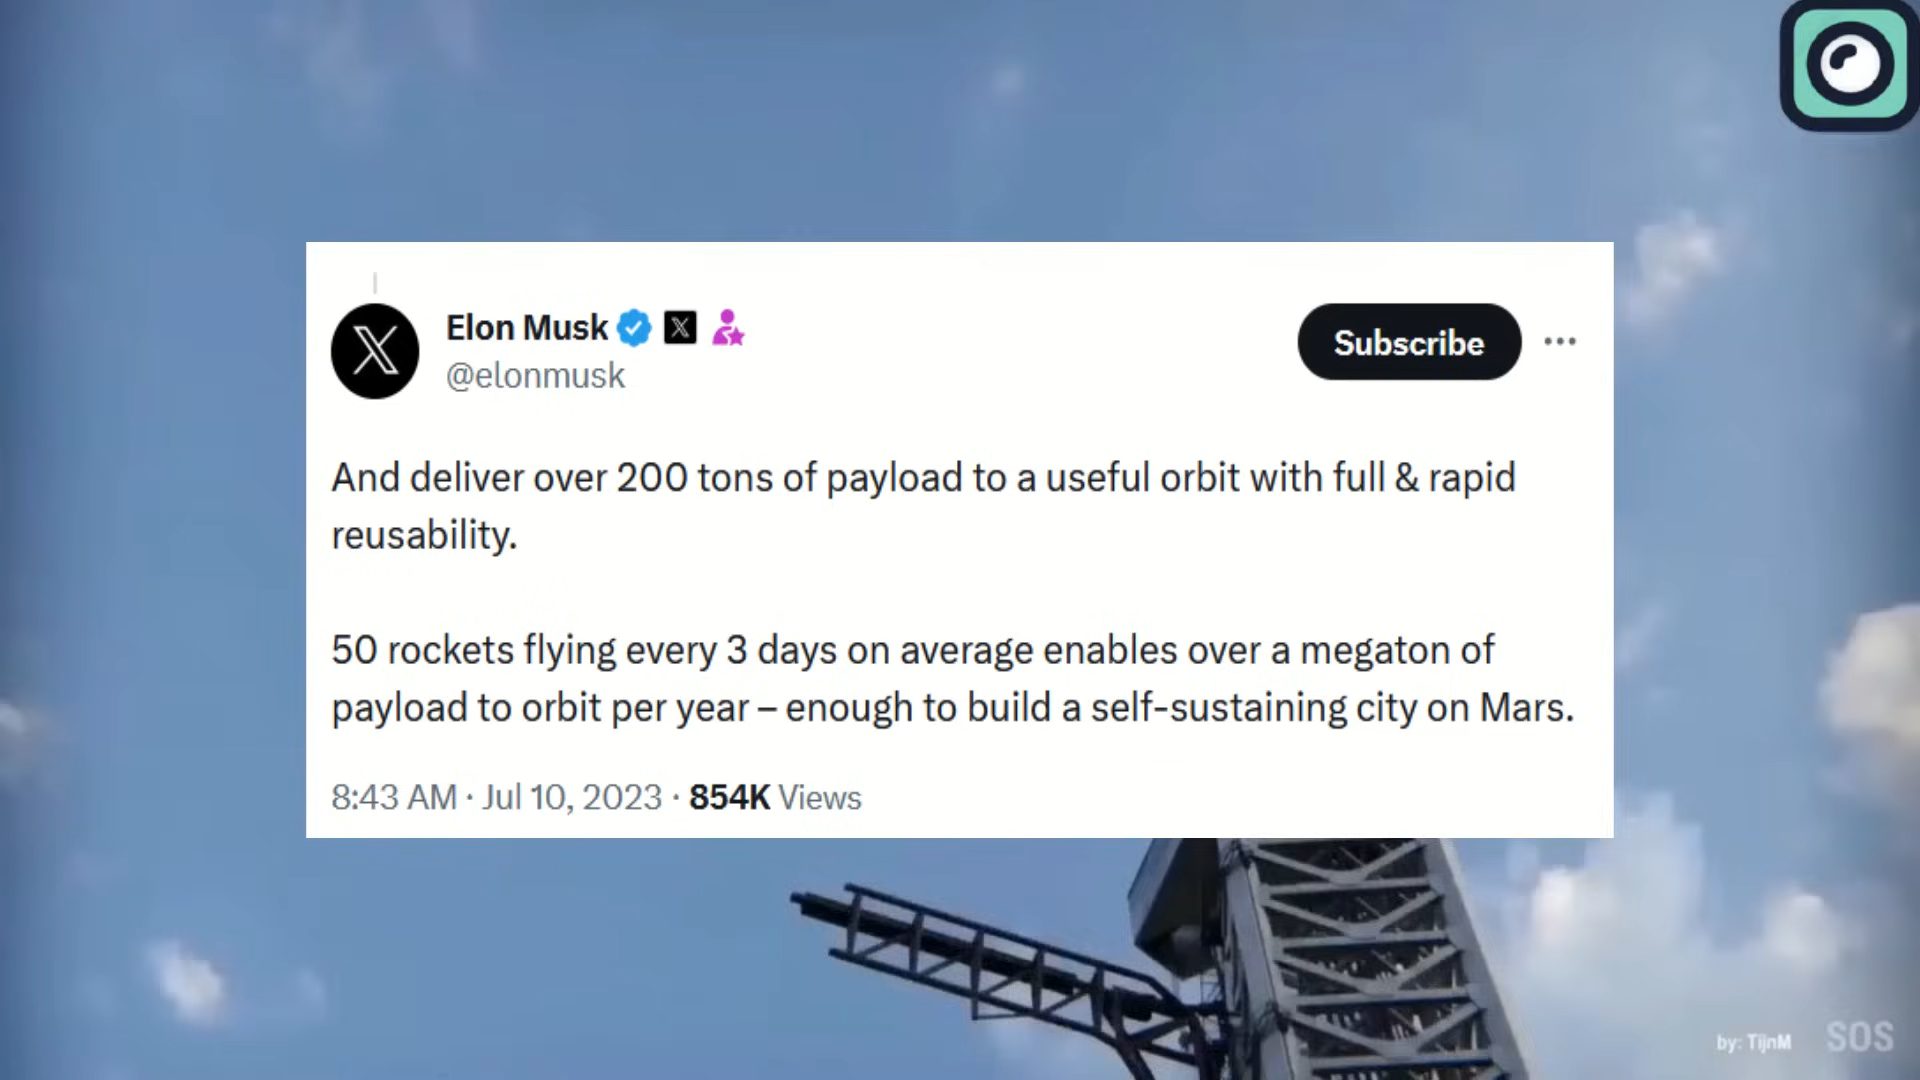 Elon Musk
@elonmusk
Subscribe
And deliver over 200 tons of payload to a useful orbit with full & rapid
reusability.
50 rockets flying every 3 days on average enables over a megaton of
payload to orbit per year – enough to build a self-sustaining city on Mars.
8:43 AM · Jul 10, 2023 · 854K Views
by: TijnM
SOS